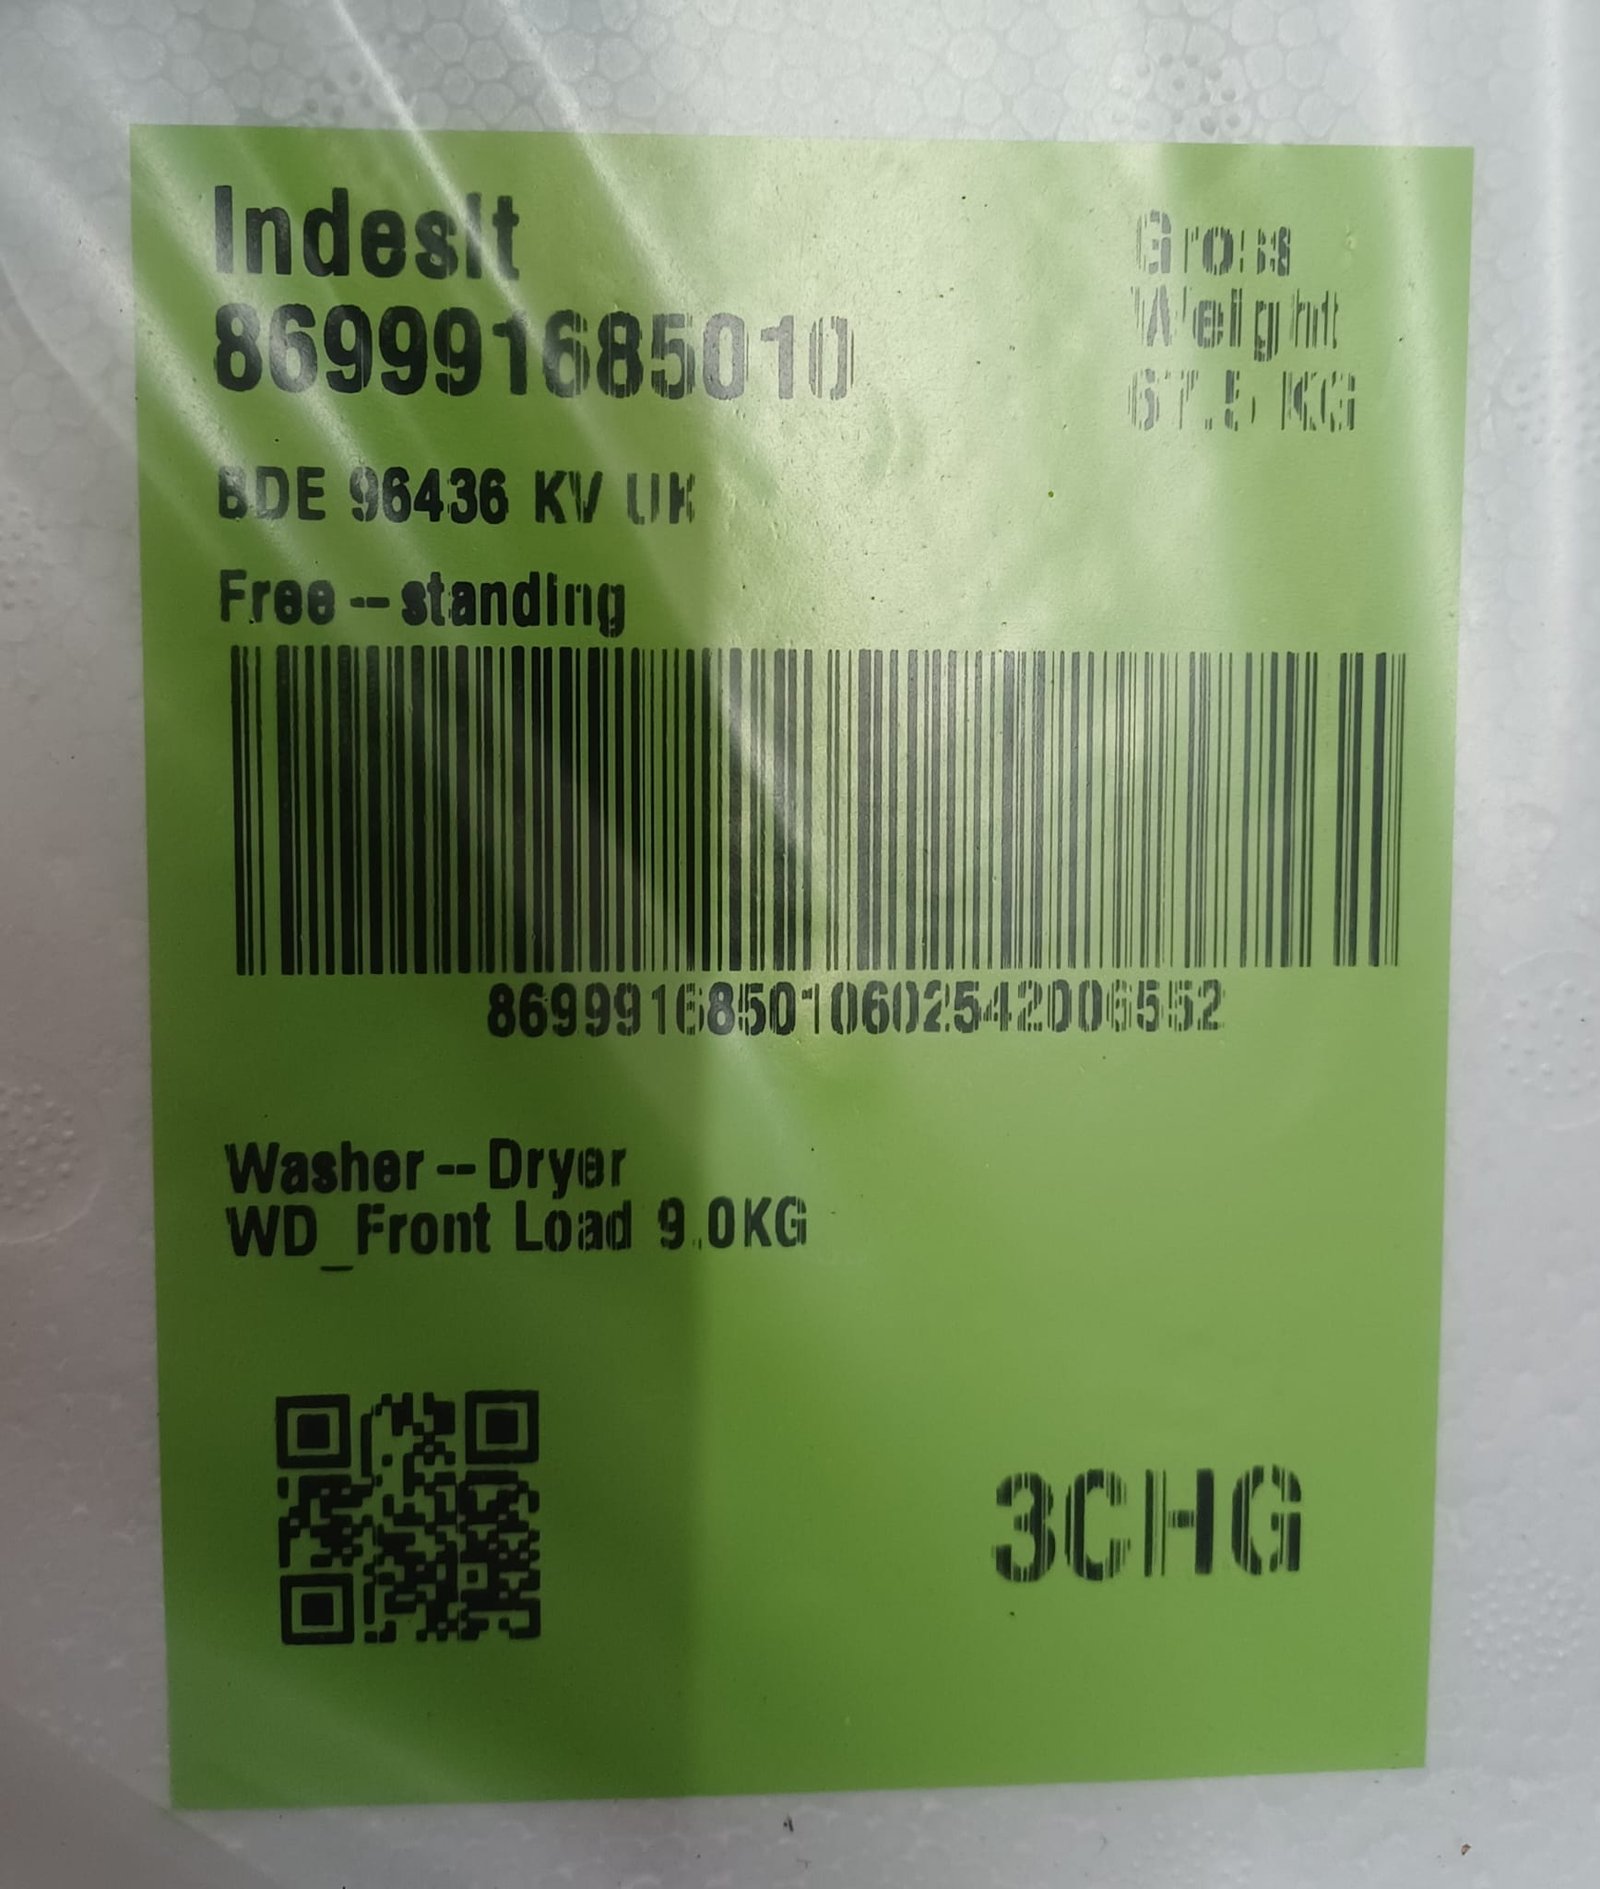 Indesit
869991685010
BDE 96436 KV UK
Free--standing
Gross
Weight
67.5 KG
869991685010602542006552
Washer--Dryer
WD_Front Load 9.0KG
3CHG